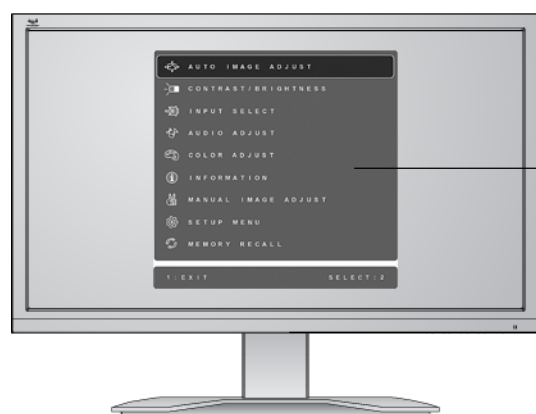 AUTO IMAGE ADJUST
CONTRAST/BRIGHTNESS
INPUT SELECT
AUDIO ADJUST
COLOR ADJUST
INFORMATION
MANUAL IMAGE ADJUST
SETUP MENU
MEMORY RECALL
1:EXIT SELECT:2